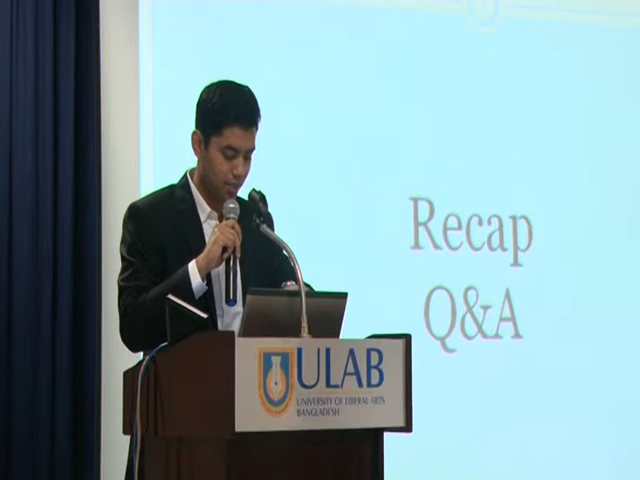 Recap
Q&A
ULAB
UNIVERSITY OF LIBERAL ARTS
BANGLADESH